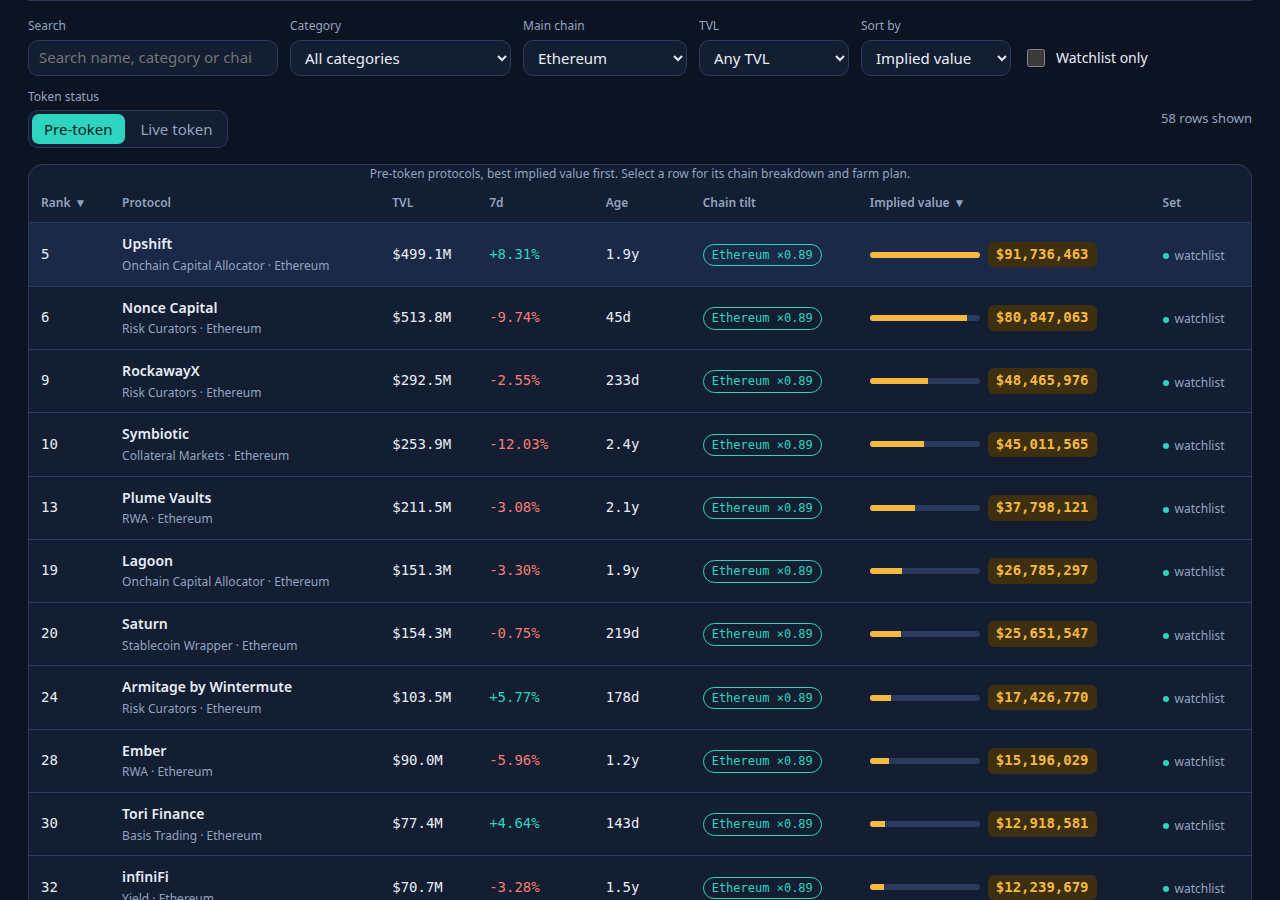 Search Category Main chain TVL Sort by
Search name, category or chai All categories Ethereum Any TVL Implied value Watchlist only
Token status
Pre-token Live token 58 rows shown
Pre-token protocols, best implied value first. Select a row for its chain breakdown and farm plan.
Rank ▼ Protocol TVL 7d Age Chain tilt Implied value ▼ Set
5 Upshift $499.1M +8.31% 1.9y Ethereum ×0.89 $91,736,463 watchlist
Onchain Capital Allocator · Ethereum
6 Nonce Capital $513.8M -9.74% 45d Ethereum ×0.89 $80,847,063 watchlist
Risk Curators · Ethereum
9 RockawayX $292.5M -2.55% 233d Ethereum ×0.89 $48,465,976 watchlist
Risk Curators · Ethereum
10 Symbiotic $253.9M -12.03% 2.4y Ethereum ×0.89 $45,011,565 watchlist
Collateral Markets · Ethereum
13 Plume Vaults $211.5M -3.08% 2.1y Ethereum ×0.89 $37,798,121 watchlist
RWA · Ethereum
19 Lagoon $151.3M -3.30% 1.9y Ethereum ×0.89 $26,785,297 watchlist
Onchain Capital Allocator · Ethereum
20 Saturn $154.3M -0.75% 219d Ethereum ×0.89 $25,651,547 watchlist
Stablecoin Wrapper · Ethereum
24 Armitage by Wintermute $103.5M +5.77% 178d Ethereum ×0.89 $17,426,770 watchlist
Risk Curators · Ethereum
28 Ember $90.0M -5.96% 1.2y Ethereum ×0.89 $15,196,029 watchlist
RWA · Ethereum
30 Tori Finance $77.4M +4.64% 143d Ethereum ×0.89 $12,918,581 watchlist
Basis Trading · Ethereum
32 infiniFi $70.7M -3.28% 1.5y Ethereum ×0.89 $12,239,679 watchlist
Yield · Ethereum